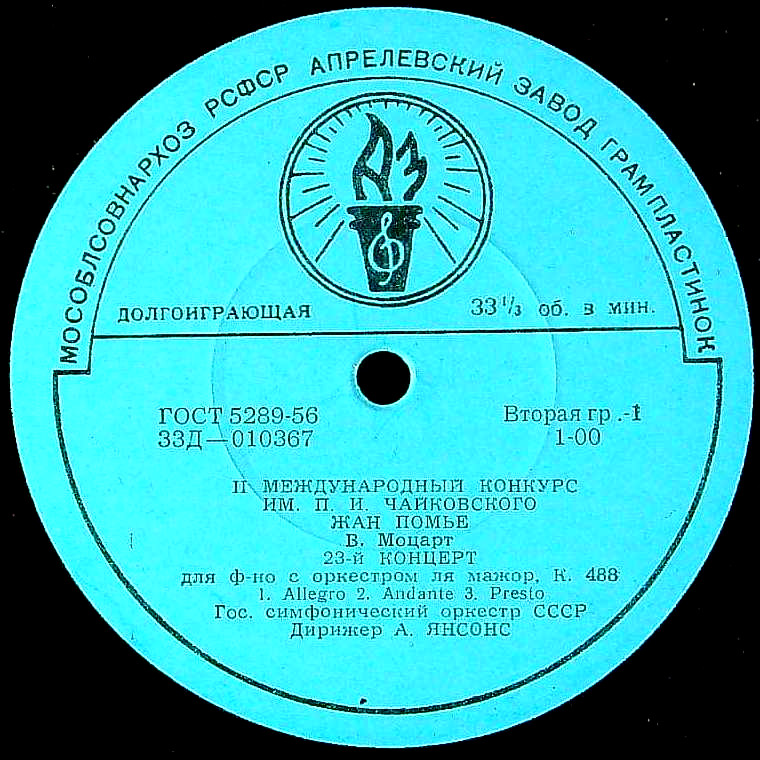 МОСОБЛСОВНАРХОЗ РСФСР АПРЕЛЕВСКИЙ ЗАВОД ГРАМПЛАСТИНОК
АЗ
ДОЛГОИГРАЮЩАЯ 33 1/3 об. в мин.
ГОСТ 5289-56 Вторая гр.-1
33Д—010367 1-00
II МЕЖДУНАРОДНЫЙ КОНКУРС
ИМ. П. И. ЧАЙКОВСКОГО
ЖАН ПОМЬЕ
В. Моцарт
23-й КОНЦЕРТ
для ф-но с оркестром ля мажор, К. 488
1. Allegro 2. Andante 3. Presto
Гос. симфонический оркестр СССР
Дирижер А. ЯНСОНС